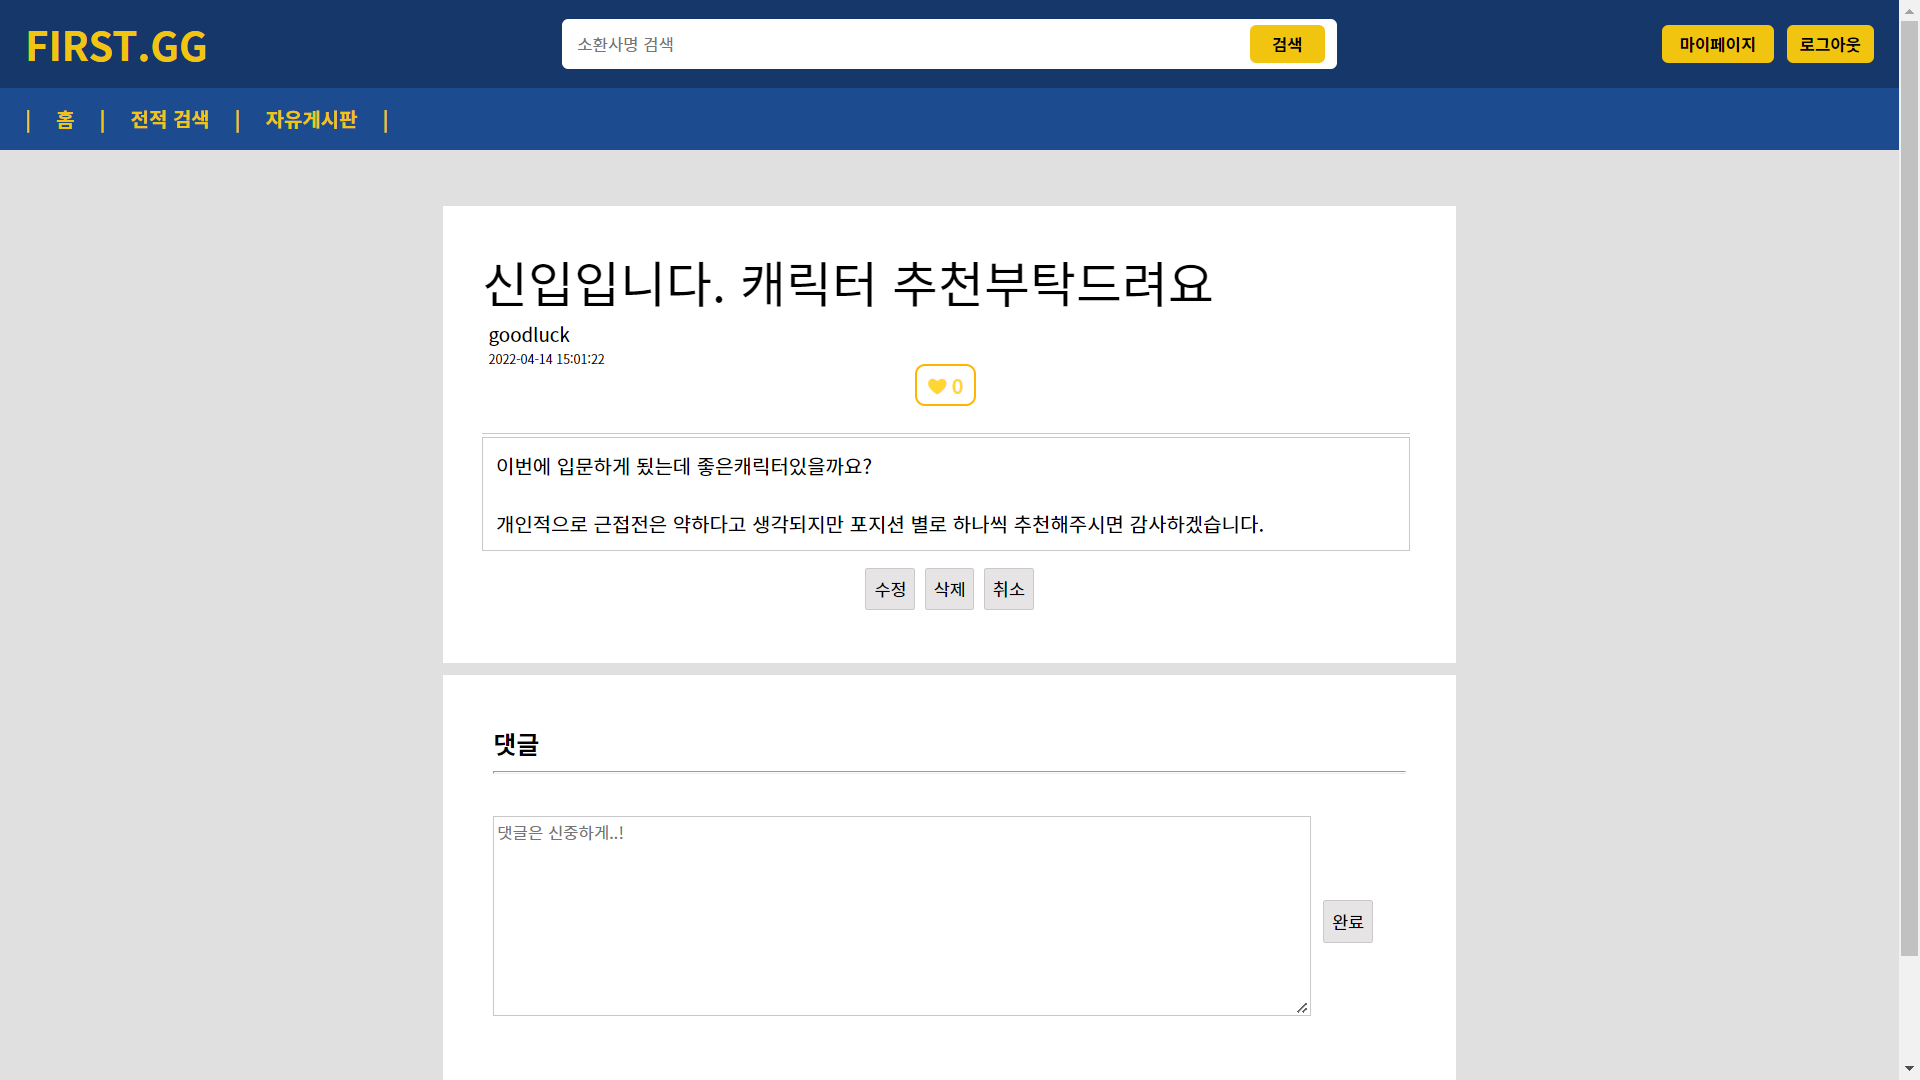 FIRST.GG
소환사명 검색
검색
마이페이지
로그아웃
| 홈 | 전적 검색 | 자유게시판 |
신입입니다. 캐릭터 추천부탁드려요
goodluck
2022-04-14 15:01:22
0
이번에 입문하게 됬는데 좋은캐릭터있을까요?
개인적으로 근접전은 약하다고 생각되지만 포지션 별로 하나씩 추천해주시면 감사하겠습니다.
수정
삭제
취소
댓글
댓글은 신중하게..!
완료